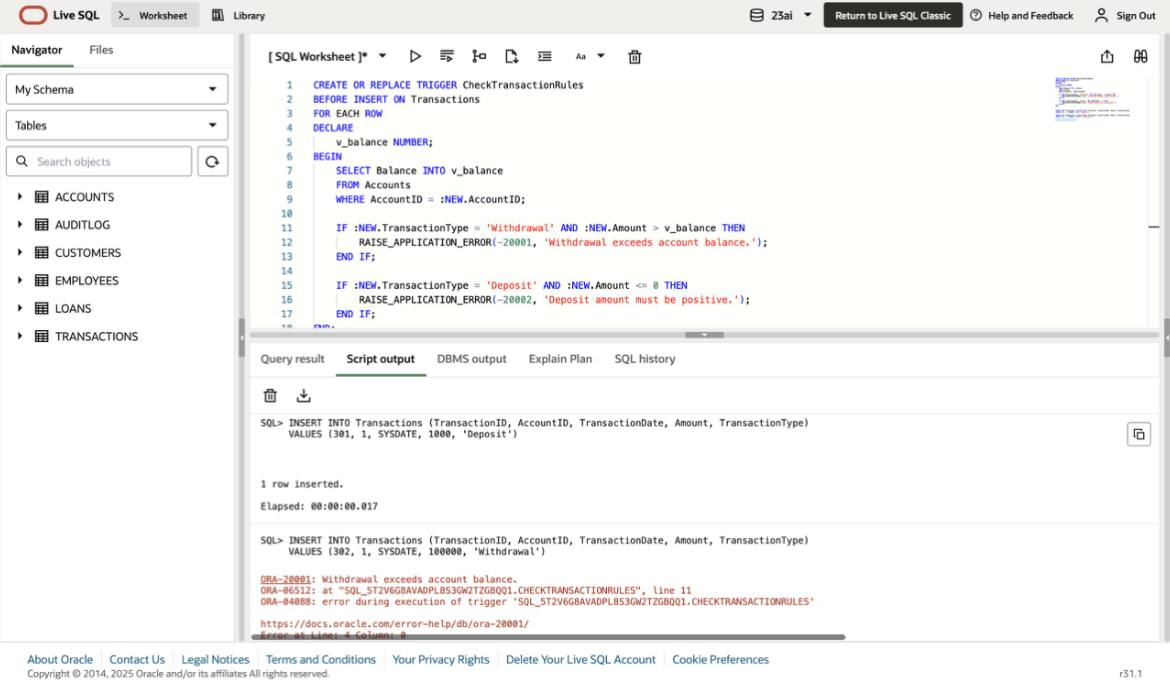 Live SQL
>_ Worksheet
Library
23ai
Return to Live SQL Classic
Help and Feedback
Sign Out
Navigator
Files
My Schema
Tables
Search objects
ACCOUNTS
AUDITLOG
CUSTOMERS
EMPLOYEES
LOANS
TRANSACTIONS
[ SQL Worksheet ]*
Aa
1 CREATE OR REPLACE TRIGGER CheckTransactionRules
2 BEFORE INSERT ON Transactions
3 FOR EACH ROW
4 DECLARE
5 v_balance NUMBER;
6 BEGIN
7 SELECT Balance INTO v_balance
8 FROM Accounts
9 WHERE AccountID = :NEW.AccountID;
10
11 IF :NEW.TransactionType = 'Withdrawal' AND :NEW.Amount > v_balance THEN
12 RAISE_APPLICATION_ERROR(-20001, 'Withdrawal exceeds account balance.');
13 END IF;
14
15 IF :NEW.TransactionType = 'Deposit' AND :NEW.Amount <= 0 THEN
16 RAISE_APPLICATION_ERROR(-20002, 'Deposit amount must be positive.');
17 END IF;
18 END;
Query result
Script output
DBMS output
Explain Plan
SQL history
SQL> INSERT INTO Transactions (TransactionID, AccountID, TransactionDate, Amount, TransactionType)
VALUES (301, 1, SYSDATE, 1000, 'Deposit')
1 row inserted.
Elapsed: 00:00:00.017
SQL> INSERT INTO Transactions (TransactionID, AccountID, TransactionDate, Amount, TransactionType)
VALUES (302, 1, SYSDATE, 100000, 'Withdrawal')
ORA-20001: Withdrawal exceeds account balance.
ORA-06512: at "SQL_5T2V6G8AVADPL8S3GW2TZGBQQ1.CHECKTRANSACTIONRULES", line 11
ORA-04088: error during execution of trigger 'SQL_5T2V6G8AVADPL8S3GW2TZGBQQ1.CHECKTRANSACTIONRULES'
https://docs.oracle.com/error-help/db/ora-20001/
Error at Line: 4 Column: 0
About Oracle
Contact Us
Legal Notices
Terms and Conditions
Your Privacy Rights
Delete Your Live SQL Account
Cookie Preferences
Copyright © 2014, 2025 Oracle and/or its affiliates All rights reserved.
r31.1